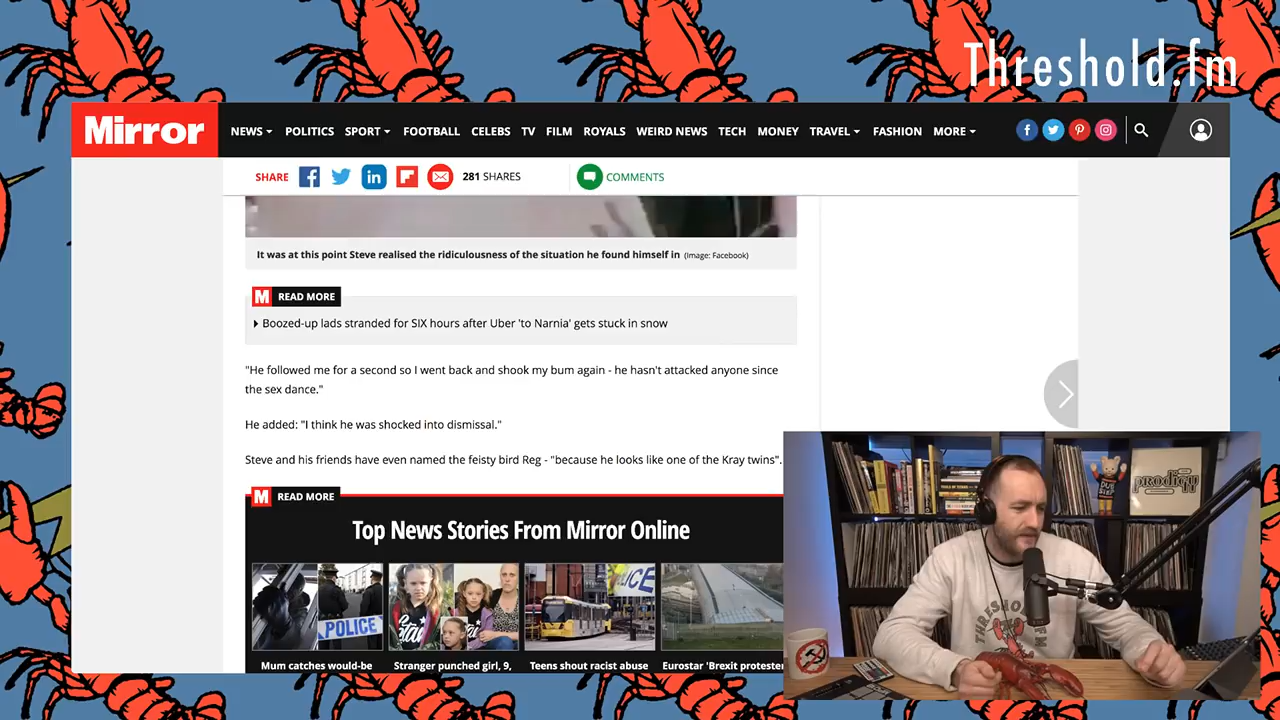 Threshold.fm
Mirror
NEWS POLITICS SPORT FOOTBALL CELEBS TV FILM ROYALS WEIRD NEWS TECH MONEY TRAVEL FASHION MORE
SHARE 281 SHARES COMMENTS
It was at this point Steve realised the ridiculousness of the situation he found himself in (Image: Facebook)
M READ MORE
Boozed-up lads stranded for SIX hours after Uber 'to Narnia' gets stuck in snow
"He followed me for a second so I went back and shook my bum again - he hasn't attacked anyone since
the sex dance."
He added: "I think he was shocked into dismissal."
Steve and his friends have even named the feisty bird Reg - "because he looks like one of the Kray twins".
M READ MORE
Top News Stories From Mirror Online
POLICE
POLICE
Mum catches would-be
Stranger punched girl, 9,
Teens shout racist abuse
Eurostar 'Brexit protester
prodigy
THRESHOLD
FM